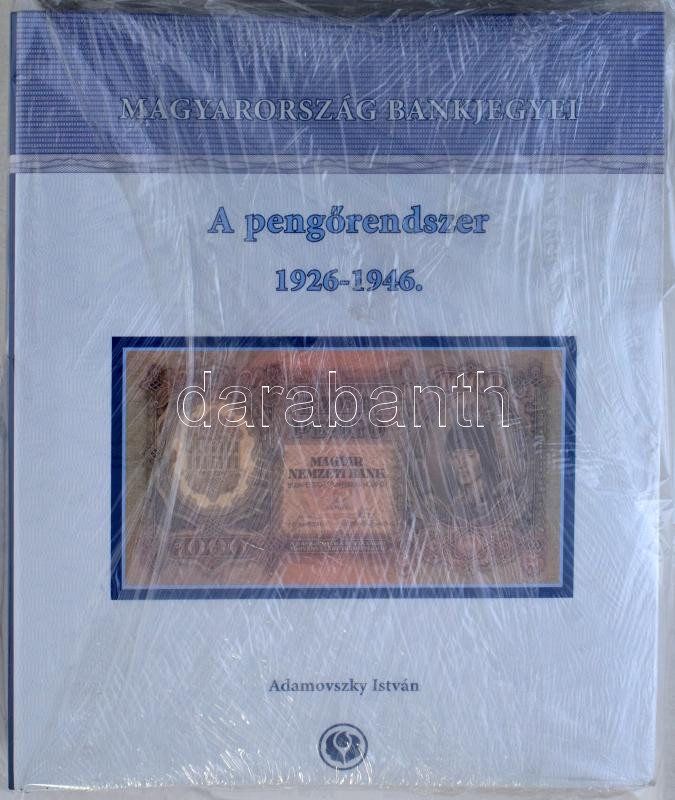 MAGYARORSZÁG BANKJEGYEI
A pengőrendszer
1926-1946.
darabanth
MAGYAR
NEMZETI BANK
Adamovszky István